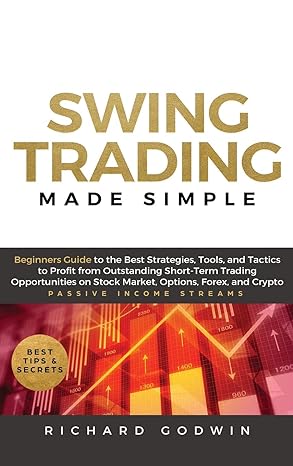 SWING
TRADING
MADE SIMPLE
Beginners Guide to the Best Strategies, Tools, and Tactics
to Profit from Outstanding Short-Term Trading
Opportunities on Stock Market, Options, Forex, and Crypto
PASSIVE INCOME STREAMS
BEST
TIPS &
SECRETS
RICHARD GODWIN